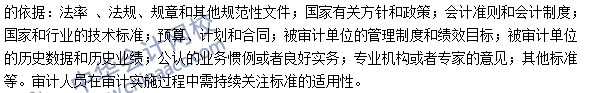 的依据：法率 、法规、规章和其他规范性文件；国家有关方针和政策；会计准则和会计制度；
国家和行业的技术标准；预算、计划和合同；被审计单位的管理制度和绩效目标；被审计单位
的历史数据和历史业绩；公认的业务惯例或者良好实务；专业机构或者专家的意见；其他标准
等。审计人员在审计实施过程中需持续关注标准的适用性。